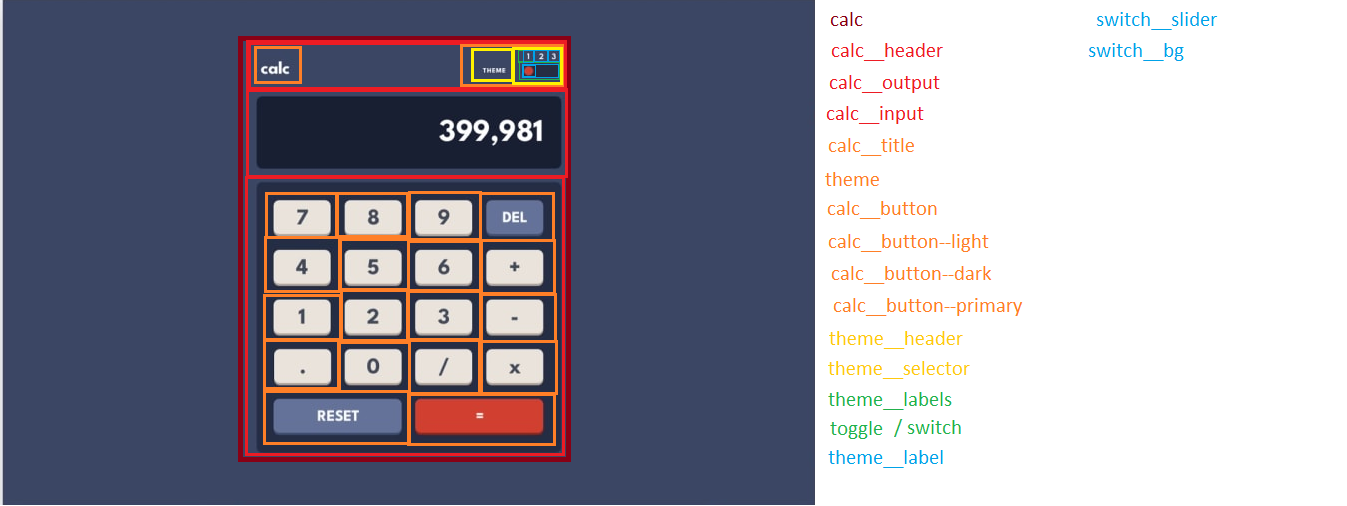 calc
THEME
1 2 3
399,981
7 8 9 DEL
4 5 6 +
1 2 3 -
. 0 / x
RESET =
calc
calc__header
calc__output
calc__input
calc__title
theme
calc__button
calc__button--light
calc__button--dark
calc__button--primary
theme__header
theme__selector
theme__labels
toggle / switch
theme__label
switch__slider
switch__bg